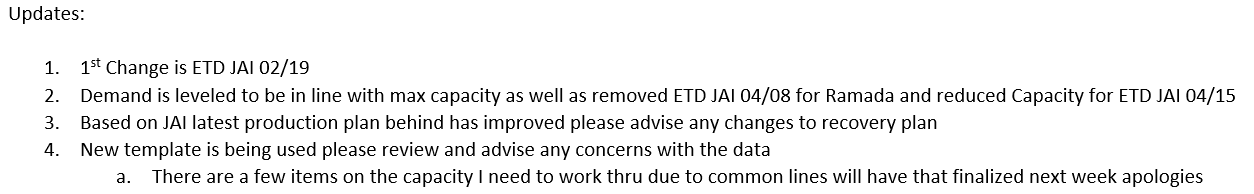 Updates:
1. 1st Change is ETD JAI 02/19
2. Demand is leveled to be in line with max capacity as well as removed ETD JAI 04/08 for Ramada and reduced Capacity for ETD JAI 04/15
3. Based on JAI latest production plan behind has improved please advise any changes to recovery plan
4. New template is being used please review and advise any concerns with the data
a. There are a few items on the capacity I need to work thru due to common lines will have that finalized next week apologies